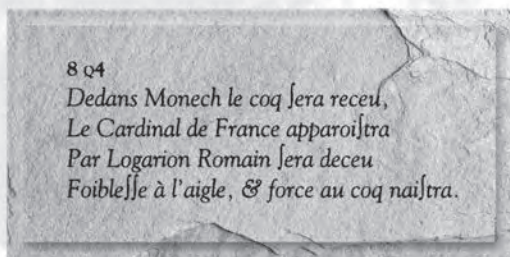 8 Q4
Dedans Monech le coq ſera receu,
Le Cardinal de France apparoiſtra
Par Logarion Romain ſera deceu
Foibleſſe à l'aigle, & force au coq naiſtra.